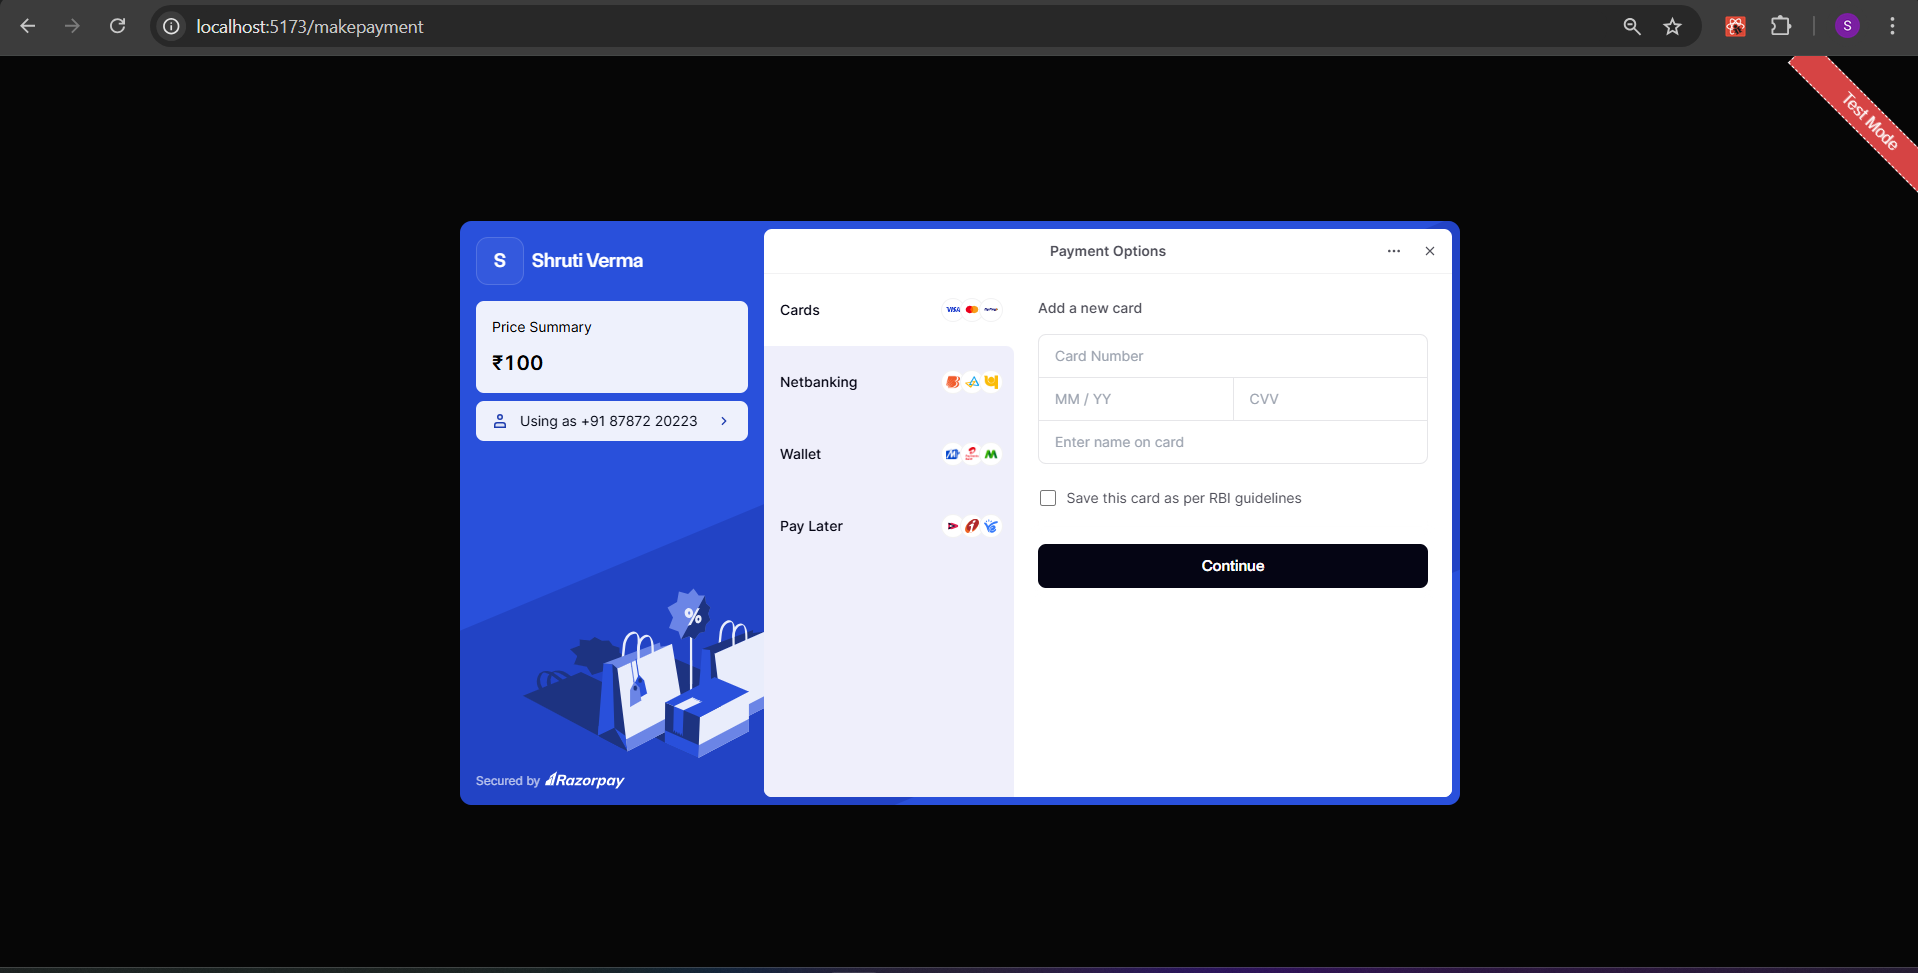 localhost:5173/makepayment
S
Test Mode
S
Shruti Verma
Price Summary
₹100
Using as +91 87872 20223
%
Secured by Razorpay
Payment Options
Cards
VISA
Netbanking
Wallet
Pay Later
Add a new card
Card Number
MM / YY
CVV
Enter name on card
Save this card as per RBI guidelines
Continue